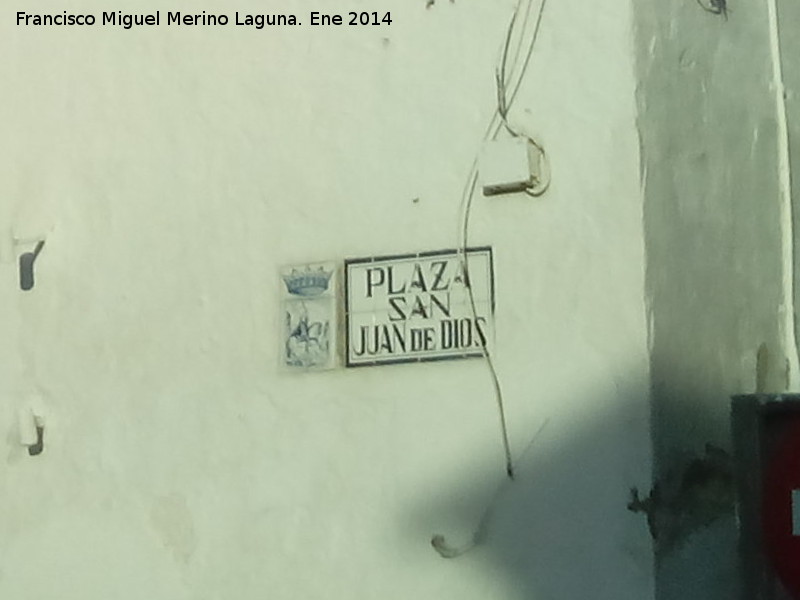 Francisco Miguel Merino Laguna. Ene 2014
PLAZA
SAN
JUAN DE DIOS